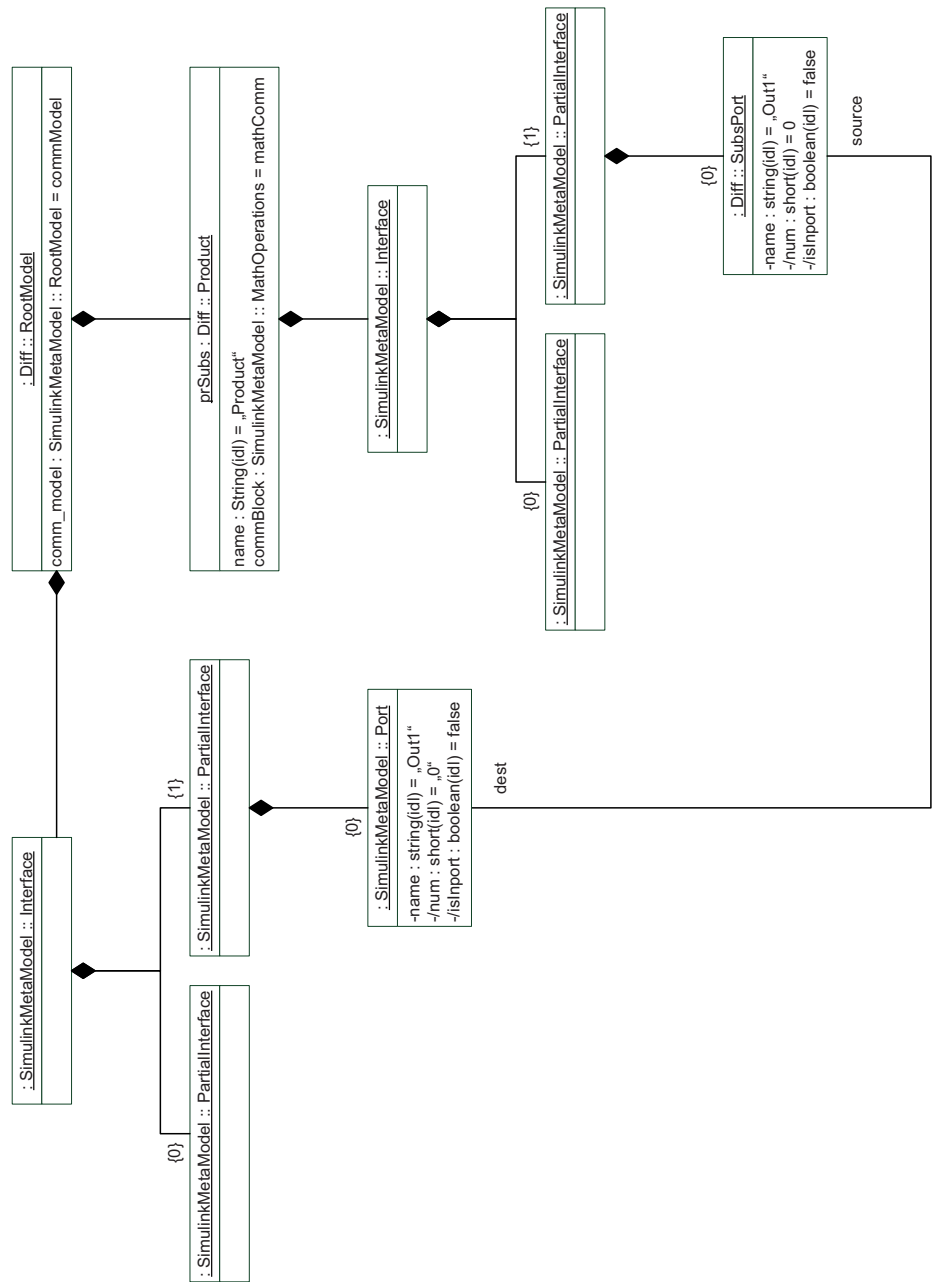 : Diff :: RootModel
comm_model : SimulinkMetaModel :: RootModel = commModel
: SimulinkMetaModel :: Interface
prSubs : Diff :: Product
name : String(idl) = „Product“
commBlock : SimulinkMetaModel :: MathOperations = mathComm
{0}
: SimulinkMetaModel :: PartialInterface
{1}
: SimulinkMetaModel :: PartialInterface
: SimulinkMetaModel :: Interface
{0}
: SimulinkMetaModel :: Port
-name : string(idl) = „Out1“
-/num : short(idl) = „0“
-/isInport : boolean(idl) = false
dest
{0}
: SimulinkMetaModel :: PartialInterface
{1}
: SimulinkMetaModel :: PartialInterface
{0}
: Diff :: SubsPort
-name : string(idl) = „Out1“
-/num : short(idl) = 0
-/isInport : boolean(idl) = false
source